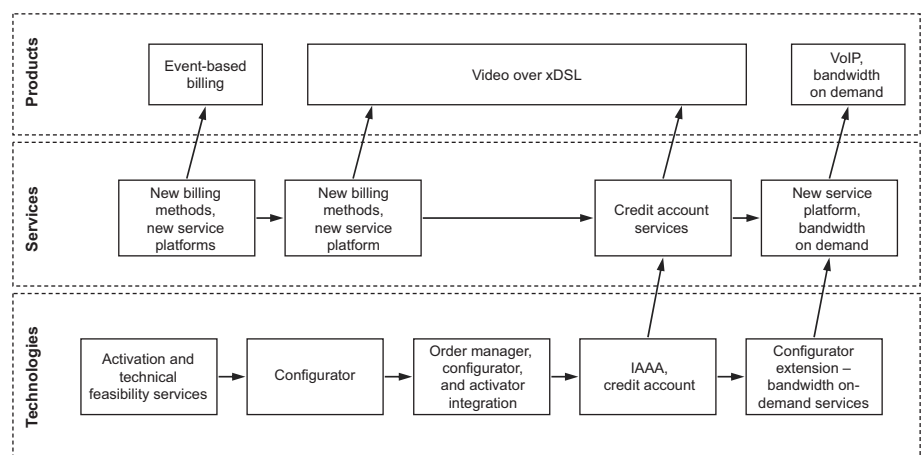 Products
Event-based
billing
Video over xDSL
VoIP,
bandwidth
on demand
Services
New billing
methods,
new service
platforms
New billing
methods,
new service
platform
Credit account
services
New service
platform,
bandwidth
on demand
Technologies
Activation and
technical
feasibility services
Configurator
Order manager,
configurator,
and activator
integration
IAAA,
credit account
Configurator
extension –
bandwidth on-
demand services